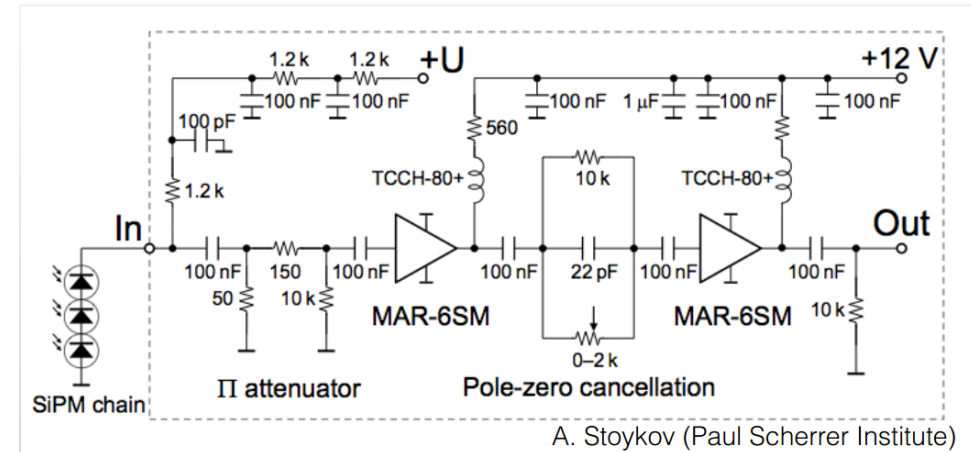 1.2 k 1.2 k +U +12 V
100 nF 100 nF 100 nF 1 µF 100 nF 100 nF
100 pF
560
TCCH-80+ 10 k TCCH-80+
1.2 k
In Out
100 nF 150 100 nF 100 nF 22 pF 100 nF 100 nF
50 10 k MAR-6SM MAR-6SM 10 k
0–2 k
Π attenuator Pole-zero cancellation
SiPM chain
A. Stoykov (Paul Scherrer Institute)